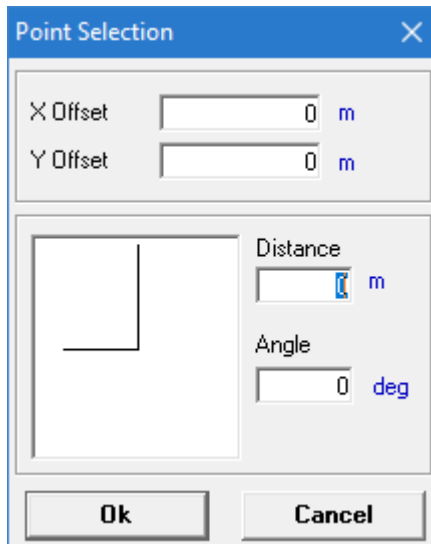 Point Selection
X Offset 0 m
Y Offset 0 m
Distance
0 m
Angle
0 deg
Ok Cancel